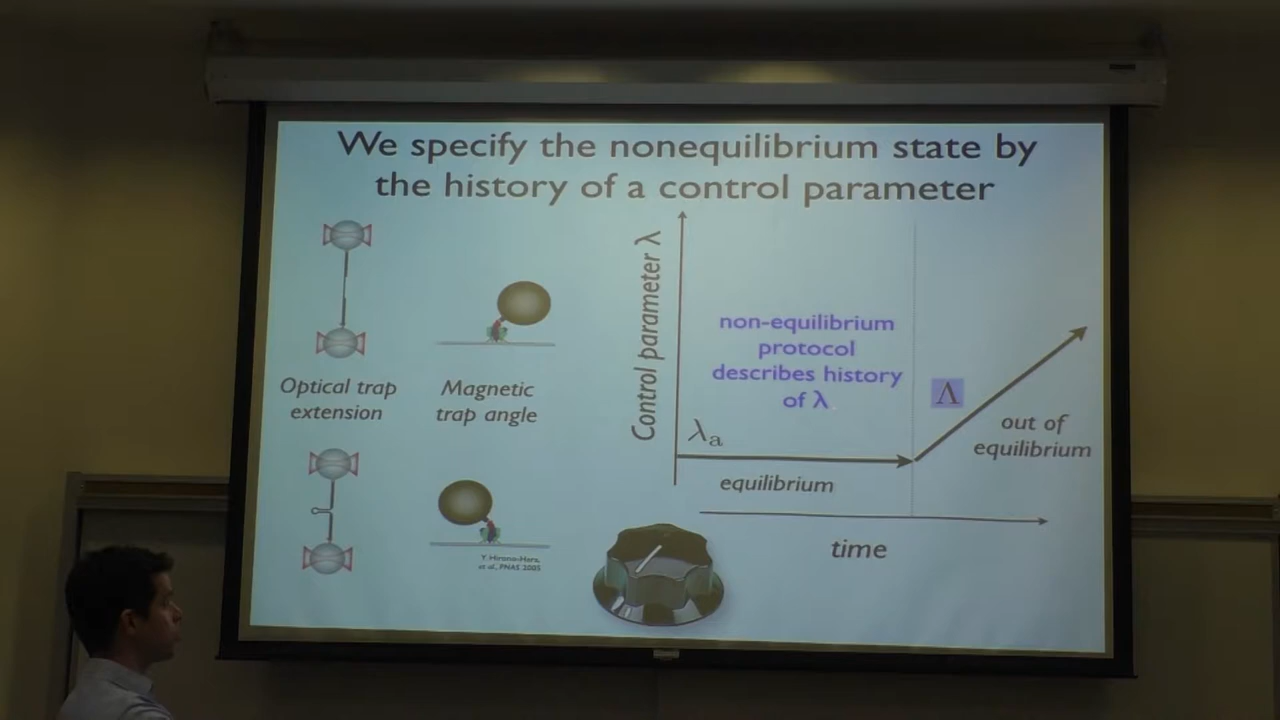 We specify the nonequilibrium state by
the history of a control parameter
Optical trap
extension
Magnetic
trap angle
Y. Hirono-Hara,
et al., PNAS 2005
Control parameter λ
non-equilibrium
protocol
describes history
of λ
λa
equilibrium
Λ
out of
equilibrium
time